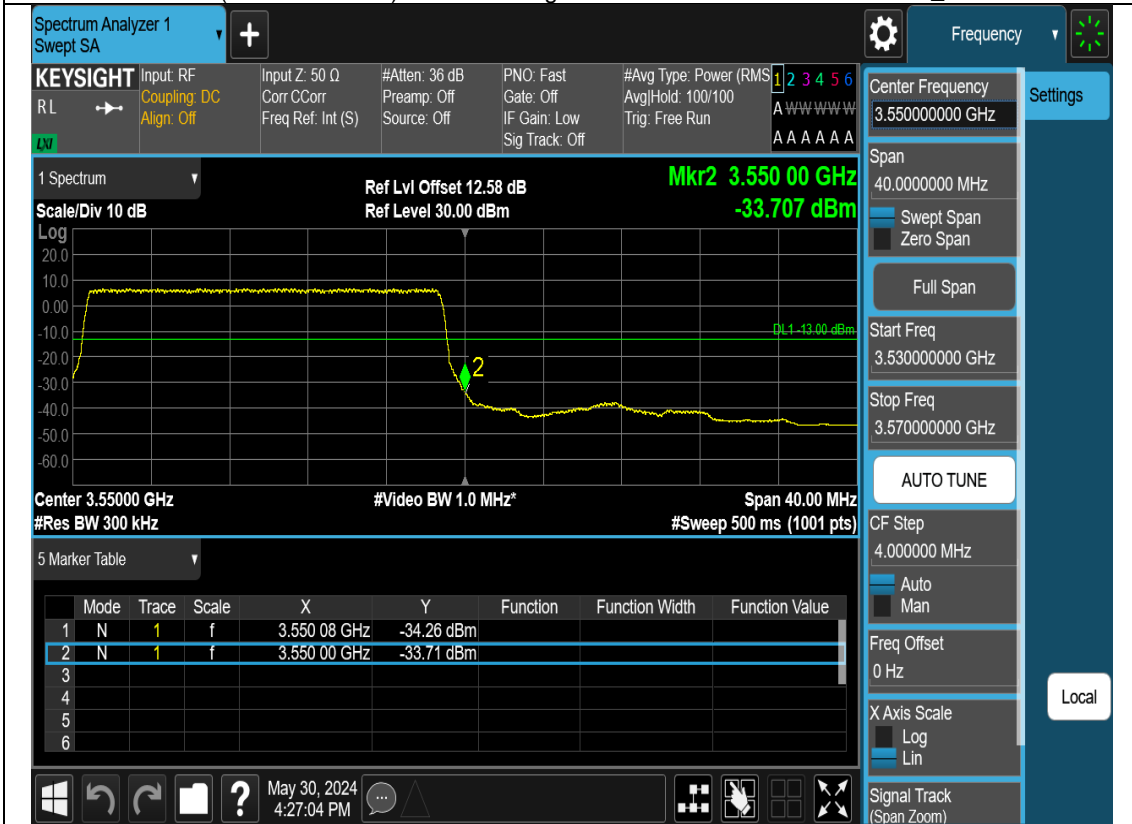 Spectrum Analyzer 1
Swept SA
+
Frequency
KEYSIGHT
RL
LXI
Input: RF
Coupling: DC
Align: Off
Input Z: 50 Ω
Corr CCorr
Freq Ref: Int (S)
#Atten: 36 dB
Preamp: Off
Source: Off
PNO: Fast
Gate: Off
IF Gain: Low
Sig Track: Off
#Avg Type: Power (RMS
Avg|Hold: 100/100
Trig: Free Run
1 2 3 4 5 6
A W W W W W
A A A A A A
Center Frequency
3.550000000 GHz
Settings
Span
40.0000000 MHz
Swept Span
Zero Span
Full Span
Start Freq
3.530000000 GHz
Stop Freq
3.570000000 GHz
AUTO TUNE
CF Step
4.000000 MHz
Auto
Man
Freq Offset
0 Hz
X Axis Scale
Log
Lin
Signal Track
(Span Zoom)
Local
1 Spectrum
Scale/Div 10 dB
Ref Lvl Offset 12.58 dB
Ref Level 30.00 dBm
Mkr2 3.550 00 GHz
-33.707 dBm
Log
20.0
10.0
0.00
-10.0
-20.0
-30.0
-40.0
-50.0
-60.0
DL1 -13.00 dBm
2
Center 3.55000 GHz
#Video BW 1.0 MHz*
Span 40.00 MHz
#Res BW 300 kHz
#Sweep 500 ms (1001 pts)
5 Marker Table
Mode Trace Scale X Y Function Function Width Function Value
1 N 1 f 3.550 08 GHz -34.26 dBm
2 N 1 f 3.550 00 GHz -33.71 dBm
3
4
5
6
?
May 30, 2024
4:27:04 PM